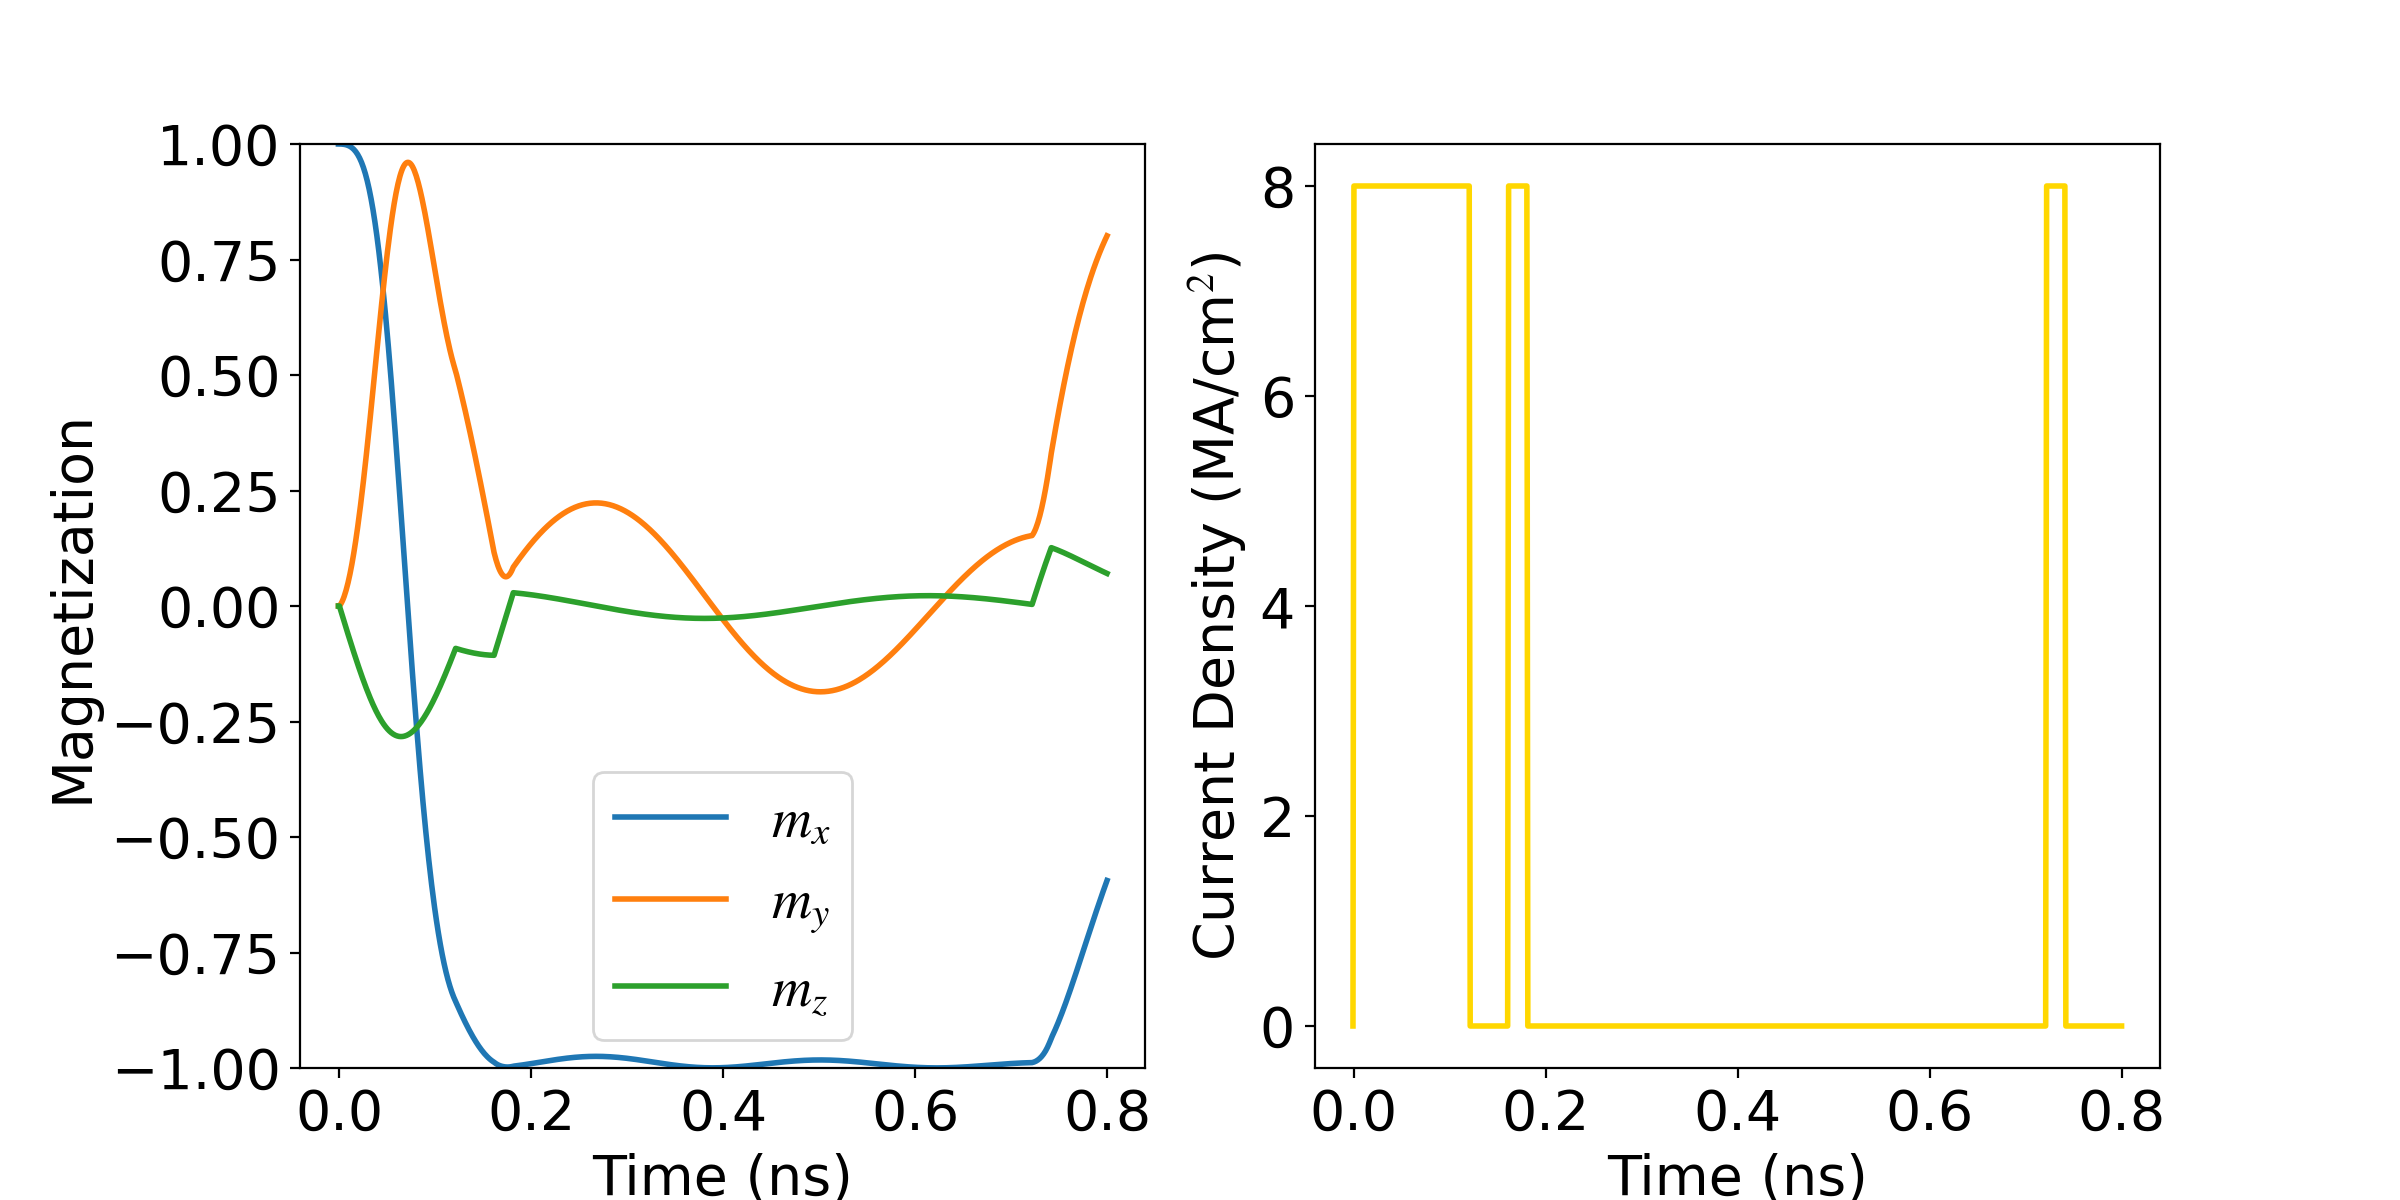 1.00
0.75
0.50
0.25
0.00
−0.25
−0.50
−0.75
−1.00
Magnetization
0.0 0.2 0.4 0.6 0.8
Time (ns)
m_x
m_y
m_z
8
6
4
2
0
Current Density (MA/cm²)
0.0 0.2 0.4 0.6 0.8
Time (ns)